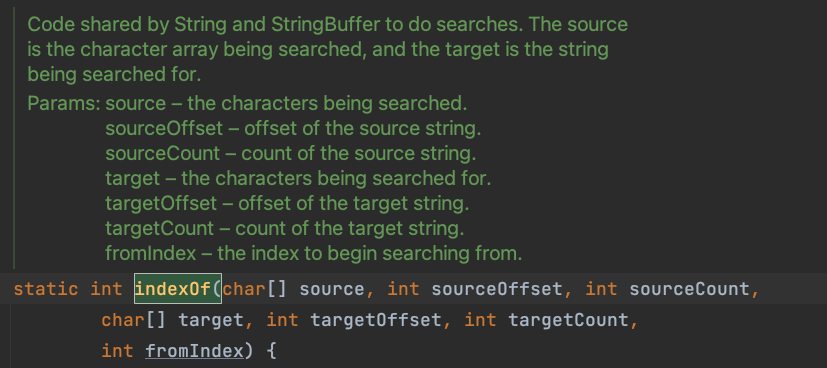 Code shared by String and StringBuffer to do searches. The source
is the character array being searched, and the target is the string
being searched for.
Params: source – the characters being searched.
sourceOffset – offset of the source string.
sourceCount – count of the source string.
target – the characters being searched for.
targetOffset – offset of the target string.
targetCount – count of the target string.
fromIndex – the index to begin searching from.
static int indexOf(char[] source, int sourceOffset, int sourceCount,
char[] target, int targetOffset, int targetCount,
int fromIndex) {